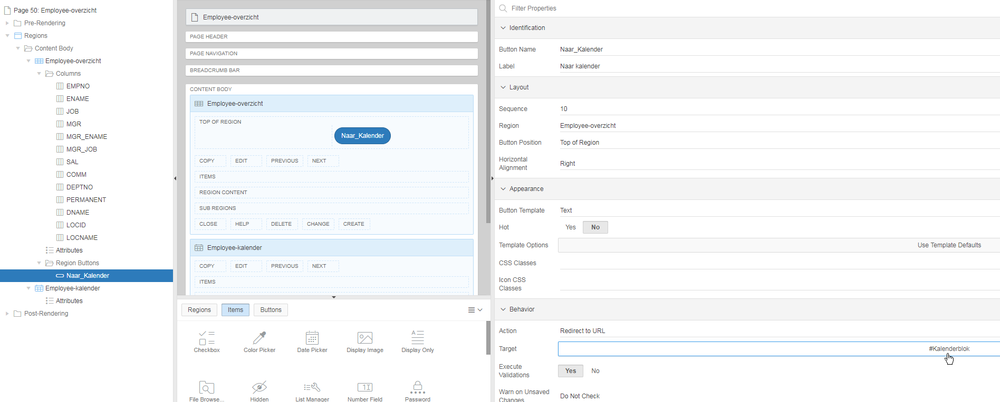 Page 50: Employee-overzicht
Pre-Rendering
Regions
Content Body
Employee-overzicht
Columns
EMPNO
ENAME
JOB
MGR
MGR_ENAME
MGR_JOB
SAL
COMM
DEPTNO
PERMANENT
DNAME
LOCID
LOCNAME
Attributes
Region Buttons
Naar_Kalender
Employee-kalender
Attributes
Post-Rendering
Employee-overzicht
PAGE HEADER
PAGE NAVIGATION
BREADCRUMB BAR
CONTENT BODY
Employee-overzicht
TOP OF REGION
Naar_Kalender
COPY EDIT PREVIOUS NEXT
ITEMS
REGION CONTENT
SUB REGIONS
CLOSE HELP DELETE CHANGE CREATE
Employee-kalender
COPY EDIT PREVIOUS NEXT
ITEMS
Regions Items Buttons
Checkbox Color Picker Date Picker Display Image Display Only
File Browse... Hidden List Manager Number Field Password
Filter Properties
Identification
Button Name Naar_Kalender
Label Naar kalender
Layout
Sequence 10
Region Employee-overzicht
Button Position Top of Region
Horizontal
Alignment Right
Appearance
Button Template Text
Hot Yes No
Template Options Use Template Defaults
CSS Classes
Icon CSS
Classes
Behavior
Action Redirect to URL
Target #Kalenderblok
Execute
Validations Yes No
Warn on Unsaved
Changes Do Not Check